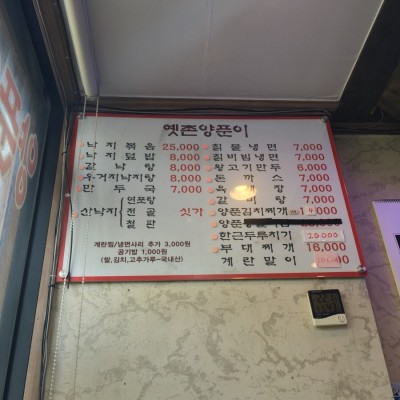 옛촌양푼이
낙지볶음 25,000
낙지덮밥 8,000
갈낙탕 8,000
우거지낙지탕 8,000
만두국 7,000
산낙지
연포탕
전골
철판
싯가
계란찜/냉면사리 추가 3,000원
공기밥 1,000원
(쌀,김치,고추가루-국내산)
칡물냉면 7,000
칡비빔냉면 7,000
왕고기만두 6,000
돈까스 7,000
육개장 7,000
갈비탕 7,000
양푼김치찌개
한근두루치기 20,000
부대찌개 16,000
계란말이